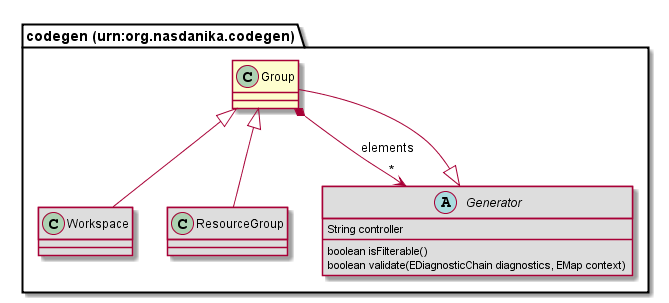 codegen (urn:org.nasdanika.codegen)
C Group
elements
*
C Workspace
C ResourceGroup
A Generator
String controller
boolean isFilterable()
boolean validate(EDiagnosticChain diagnostics, EMap context)